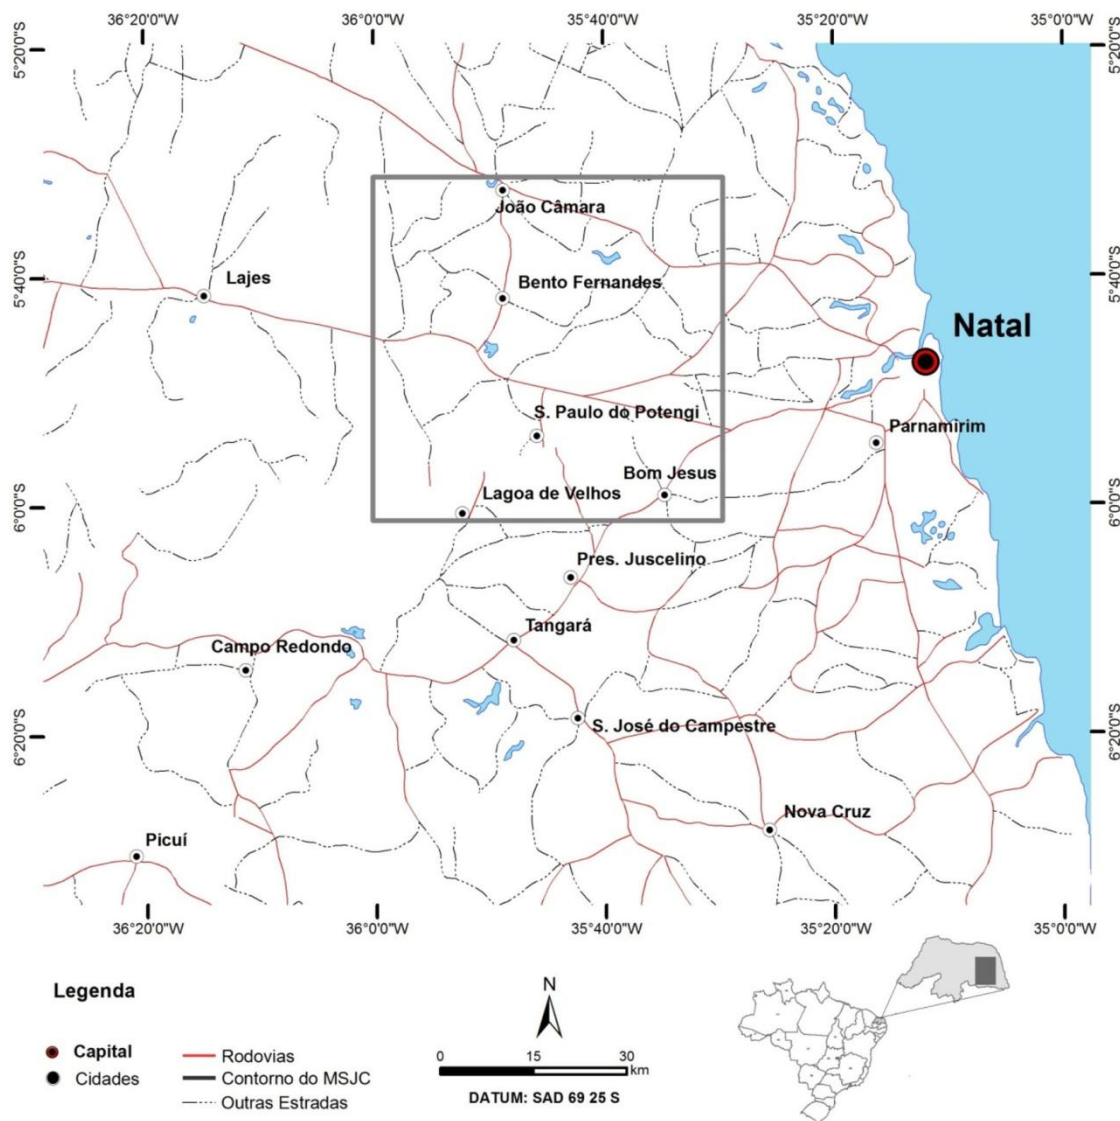 36°20'0"W 36°00'0"W 35°40'0"W 35°20'0"W 35°00'0"W
5°20'0"S 5°20'0"S
João Câmara
Lajes
Bento Fernandes
5°40'0"S 5°40'0"S
Natal
S. Paulo do Potengi
Parnamirim
Bom Jesus
Lagoa de Velhos
6°0'0"S 6°0'0"S
Pres. Juscelino
Tangará
Campo Redondo
S. José do Campestre
6°20'0"S 6°20'0"S
Nova Cruz
Picuí
36°20'0"W 36°00'0"W 35°40'0"W 35°20'0"W 35°0'0"W
Legenda
Capital
Cidades
Rodovias
Contorno do MSJC
Outras Estradas
N
0 15 30
km
DATUM: SAD 69 25 S